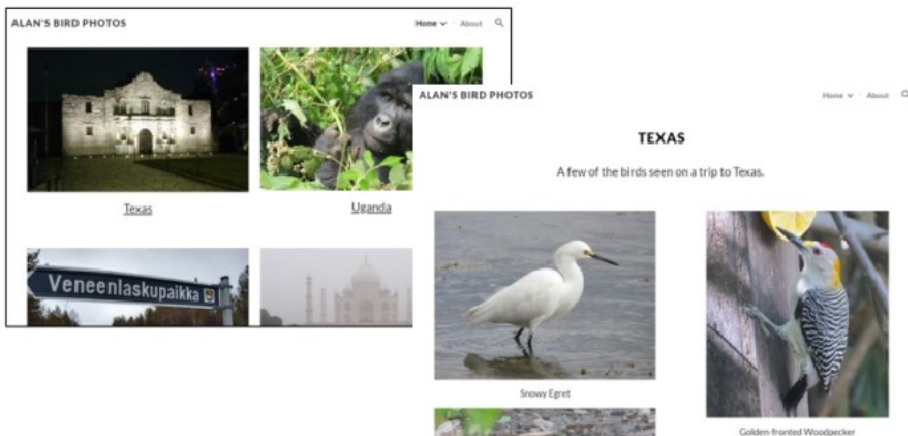 ALAN'S BIRD PHOTOS
Home About
Texas
Uganda
Veneenlaskupaikka
ALAN'S BIRD PHOTOS
Home About
TEXAS
A few of the birds seen on a trip to Texas.
Snowy Egret
Golden-fronted Woodpecker